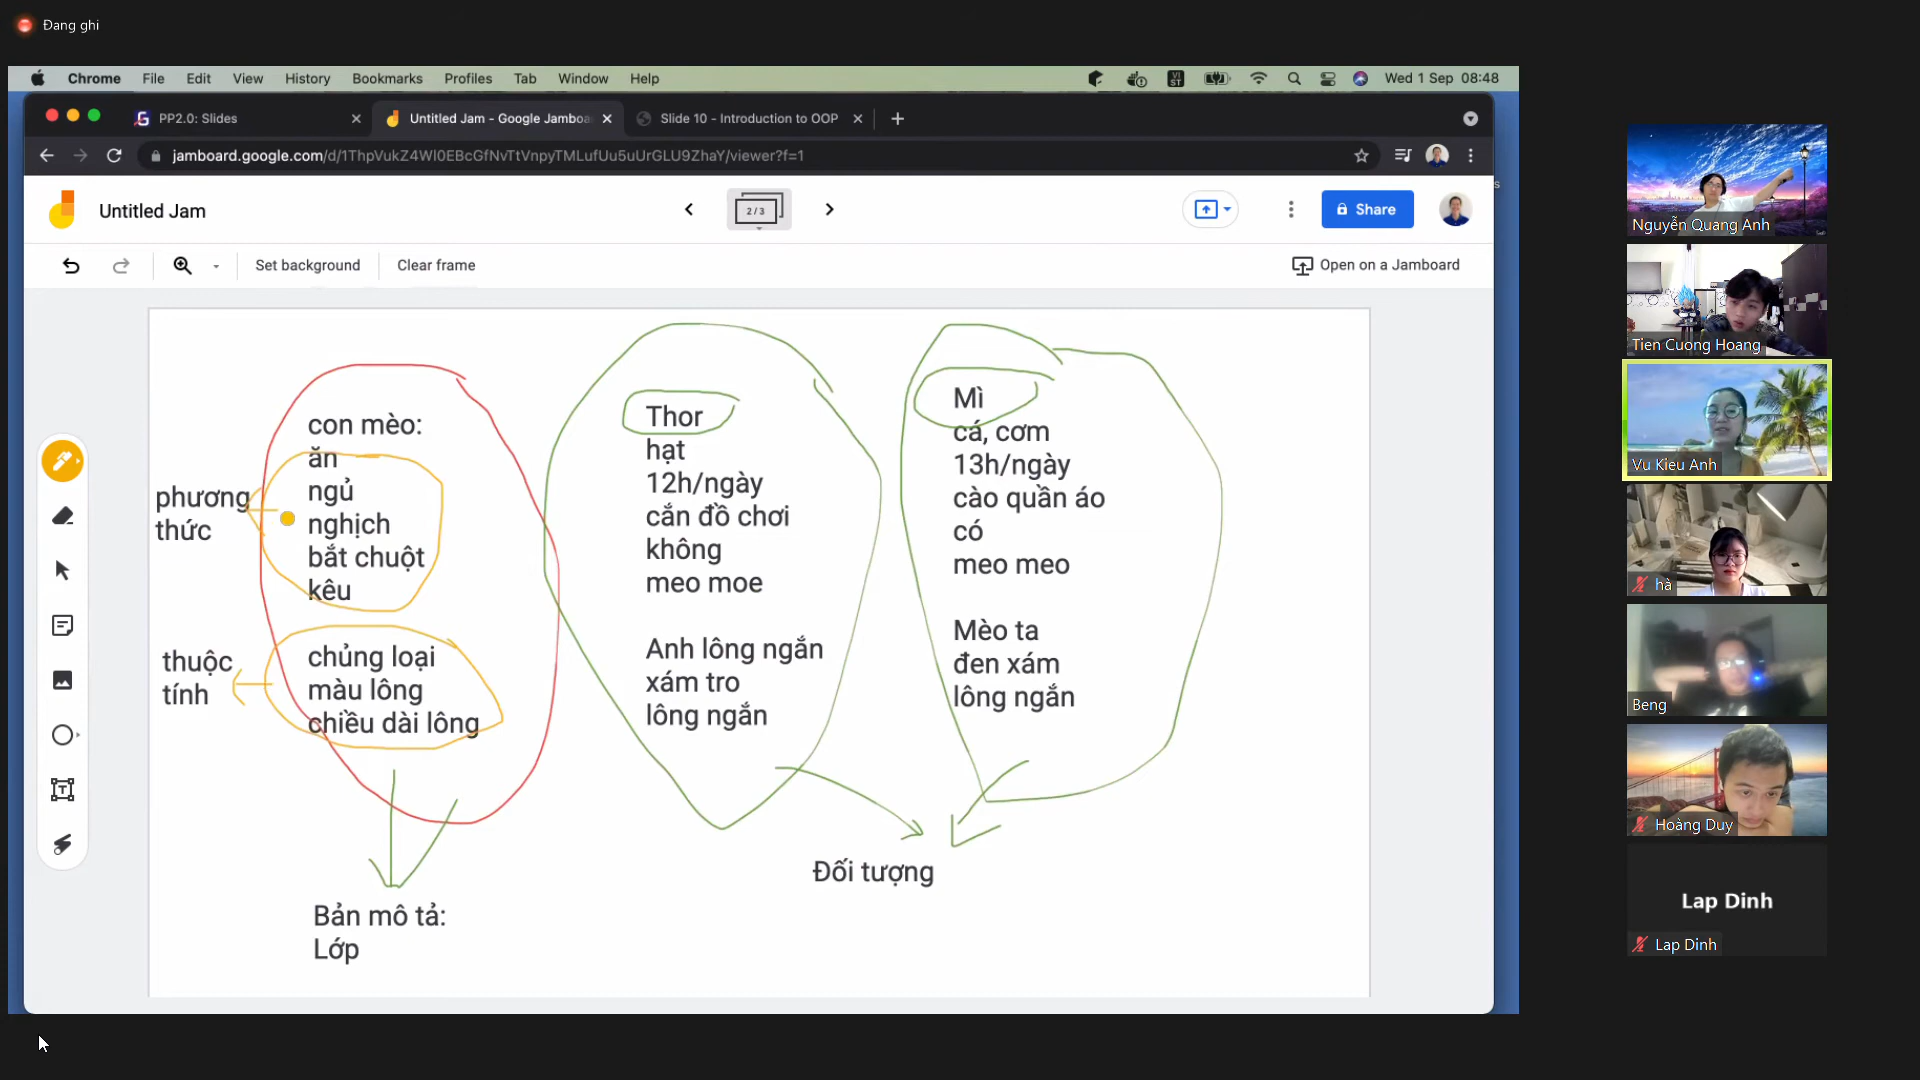 Đang ghi
Chrome File Edit View History Bookmarks Profiles Tab Window Help
VI
ST
Wed 1 Sep 08:48
PP2.0: Slides
Untitled Jam - Google Jamboa
Slide 10 - Introduction to OOP
jamboard.google.com/d/1ThpVukZ4Wl0EBcGfNvTtVnpyTMLufUu5uUrGLU9ZhaY/viewer?f=1
Untitled Jam
2/3
Share
Set background
Clear frame
Open on a Jamboard
phương
thức
thuộc
tính
con mèo:
ăn
ngủ
nghịch
bắt chuột
kêu
chủng loại
màu lông
chiều dài lông
Bản mô tả:
Lớp
Thor
hạt
12h/ngày
cắn đồ chơi
không
meo moe
Anh lông ngắn
xám tro
lông ngắn
Mì
cá, cơm
13h/ngày
cào quần áo
có
meo meo
Mèo ta
đen xám
lông ngắn
Đối tượng
Nguyễn Quang Anh
Tien Cuong Hoang
Vu Kieu Anh
hà
Beng
Hoàng Duy
Lap Dinh
Lap Dinh